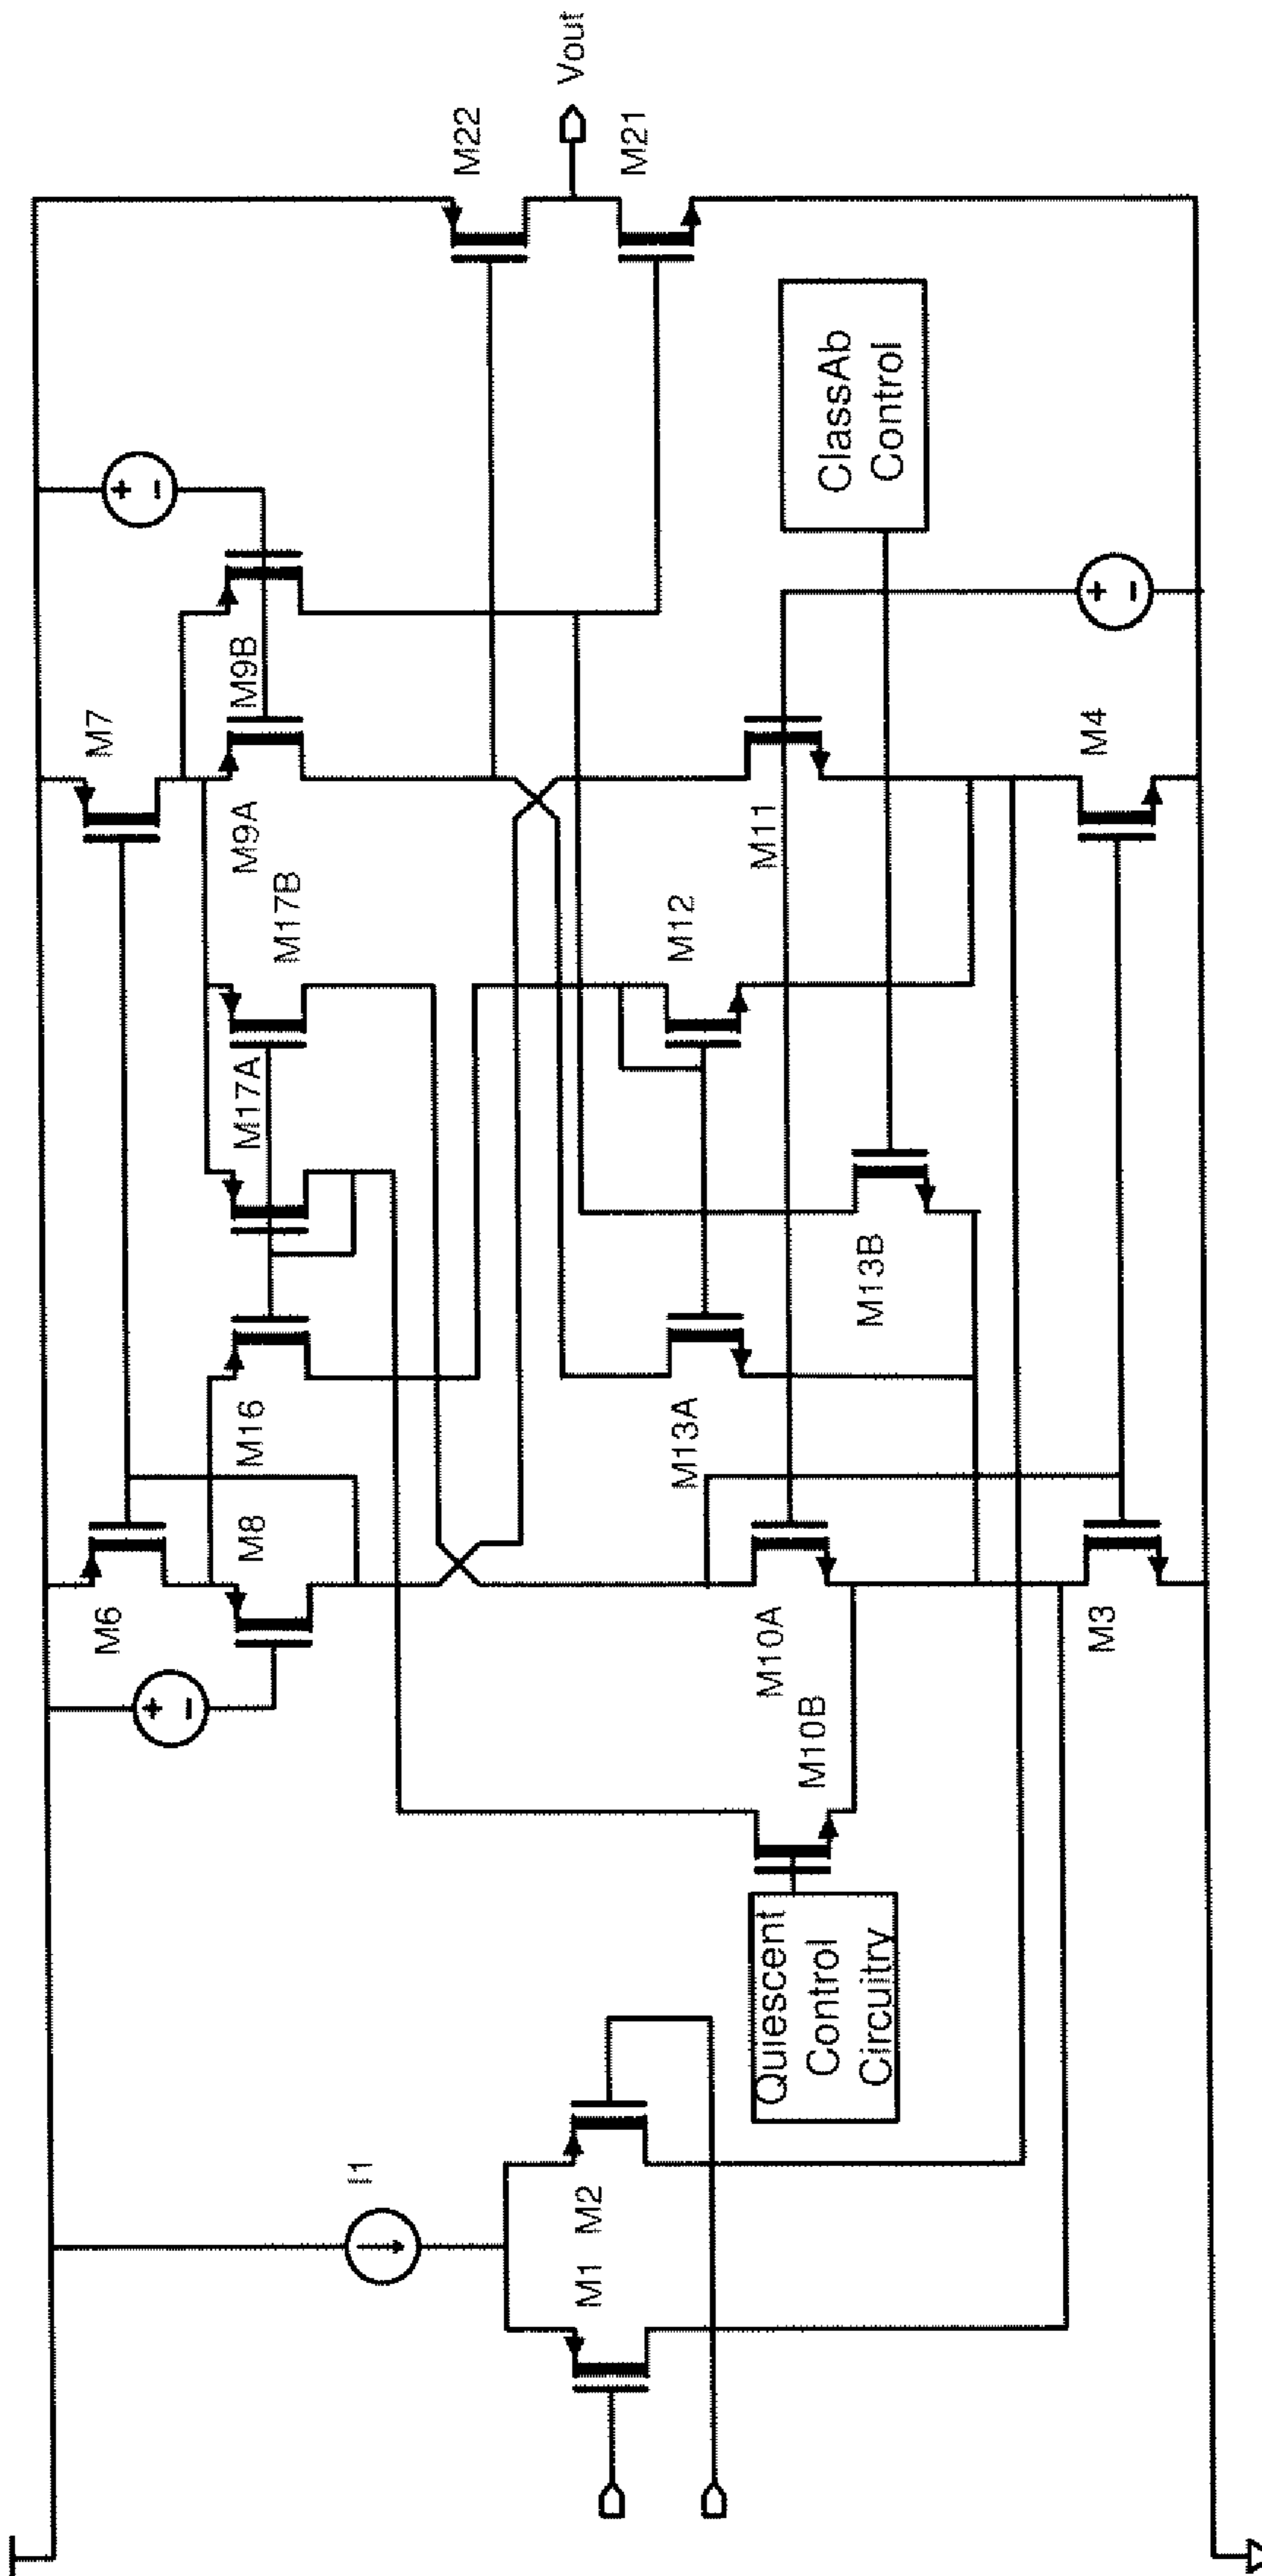 I1
M1
M2
Quiescent
Control
Circuitry
M10B
M10A
M3
M6
M8
M16
M13A
M13B
M17A
M17B
M12
M11
M4
M9A
M9B
M7
ClassAb
Control
M22
M21
Vout